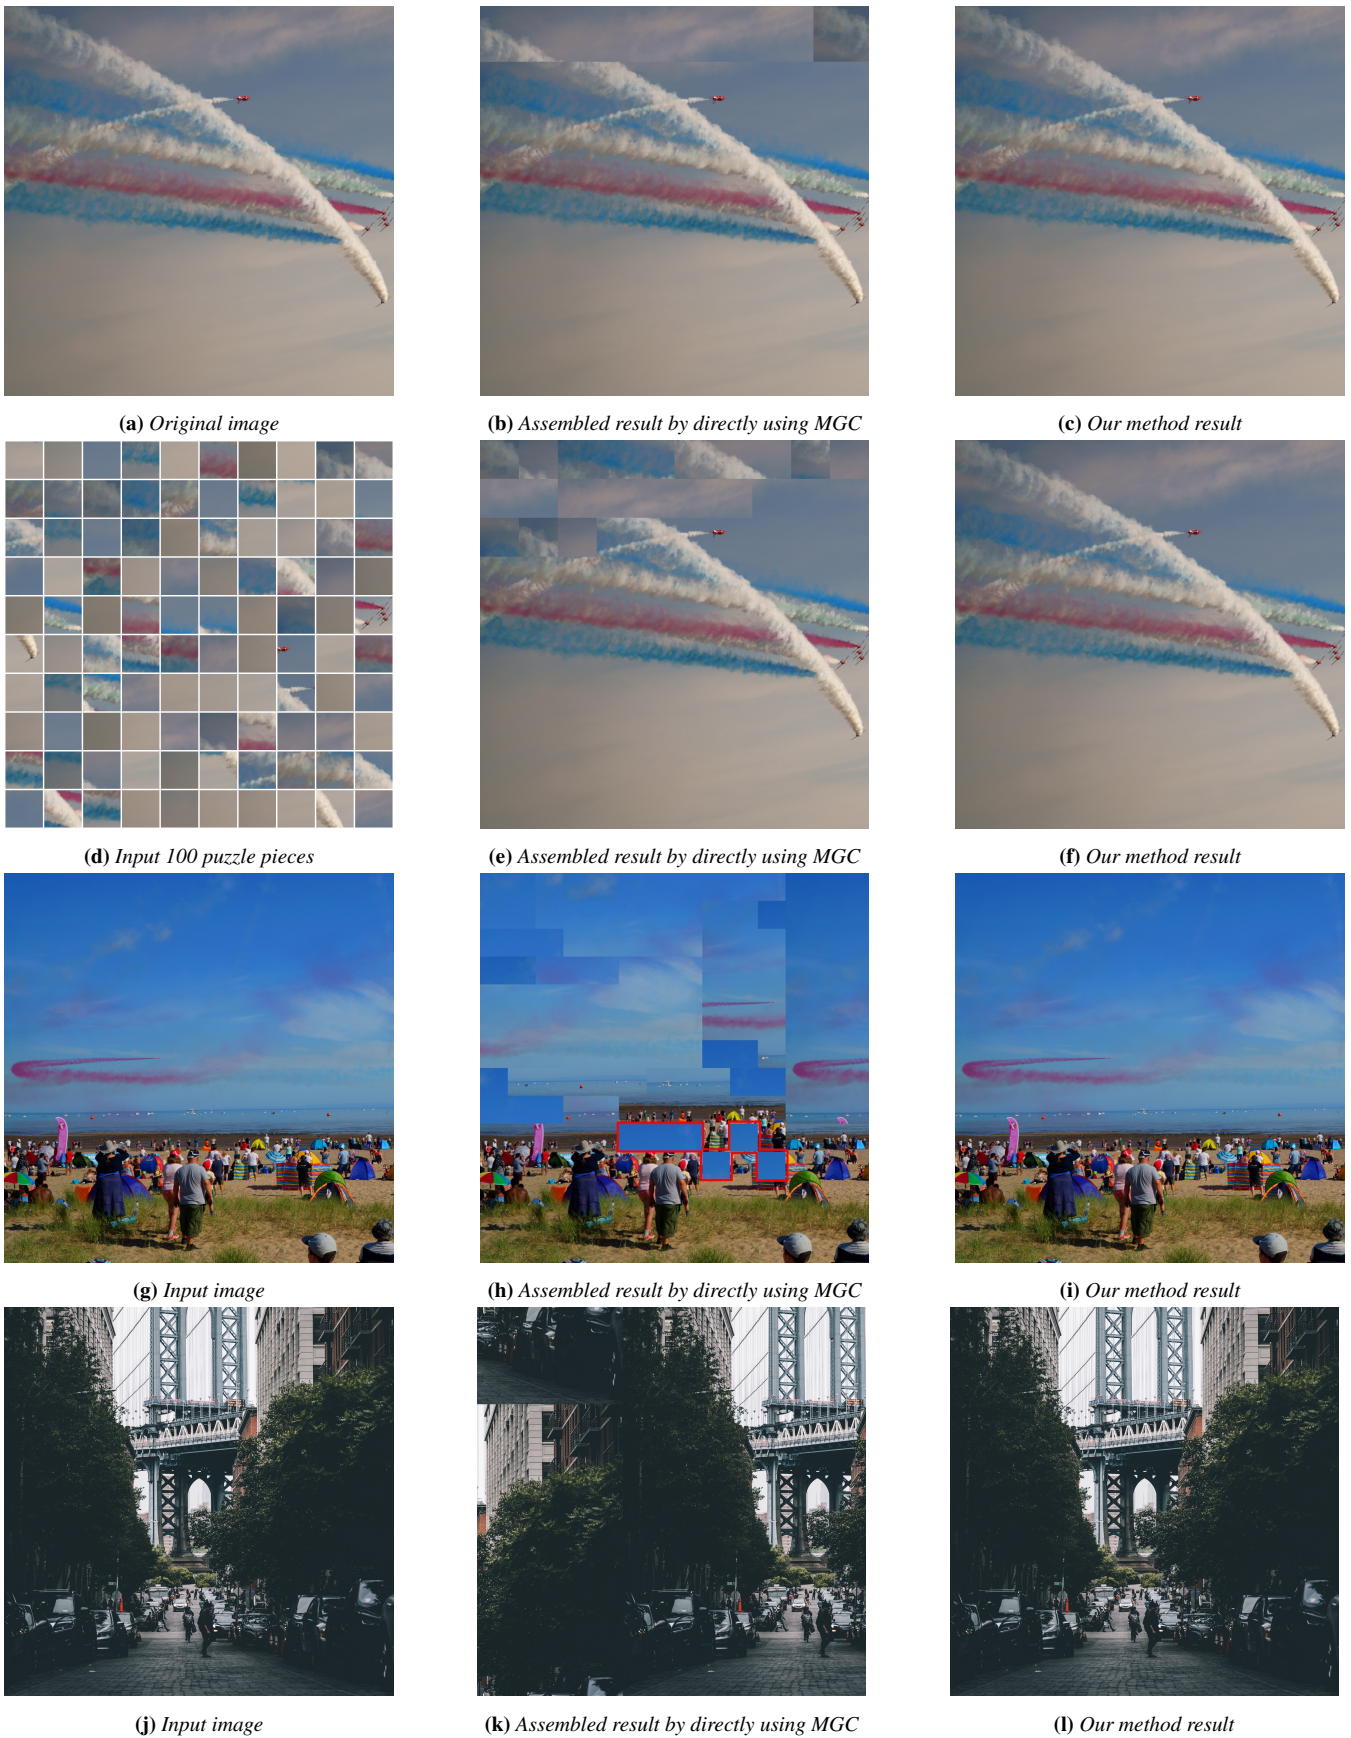 (a) Original image
(b) Assembled result by directly using MGC
(c) Our method result
(d) Input 100 puzzle pieces
(e) Assembled result by directly using MGC
(f) Our method result
(g) Input image
(h) Assembled result by directly using MGC
(i) Our method result
(j) Input image
(k) Assembled result by directly using MGC
(l) Our method result